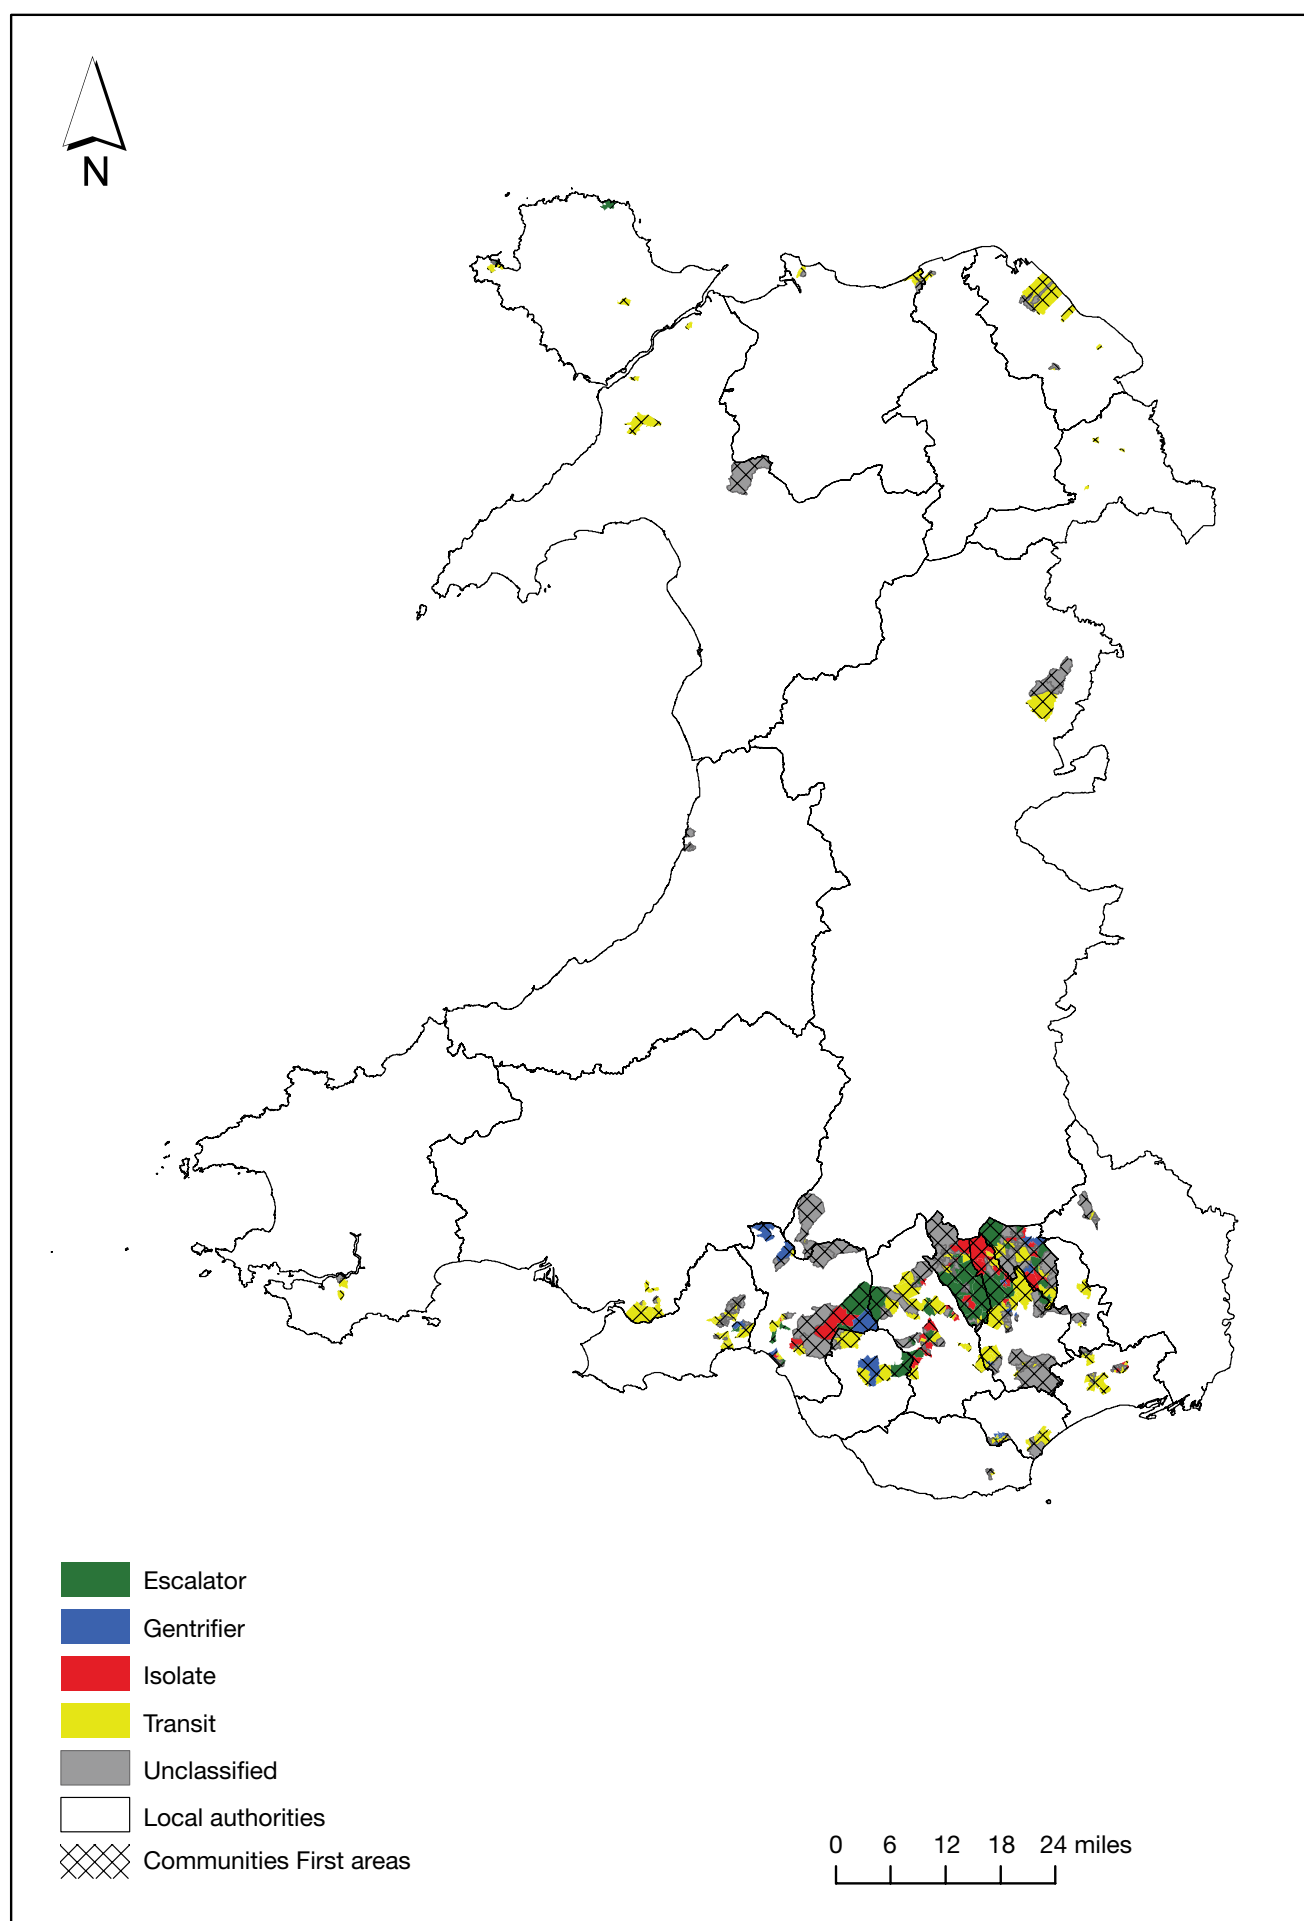 N
Escalator
Gentrifier
Isolate
Transit
Unclassified
Local authorities
Communities First areas
0 6 12 18 24 miles